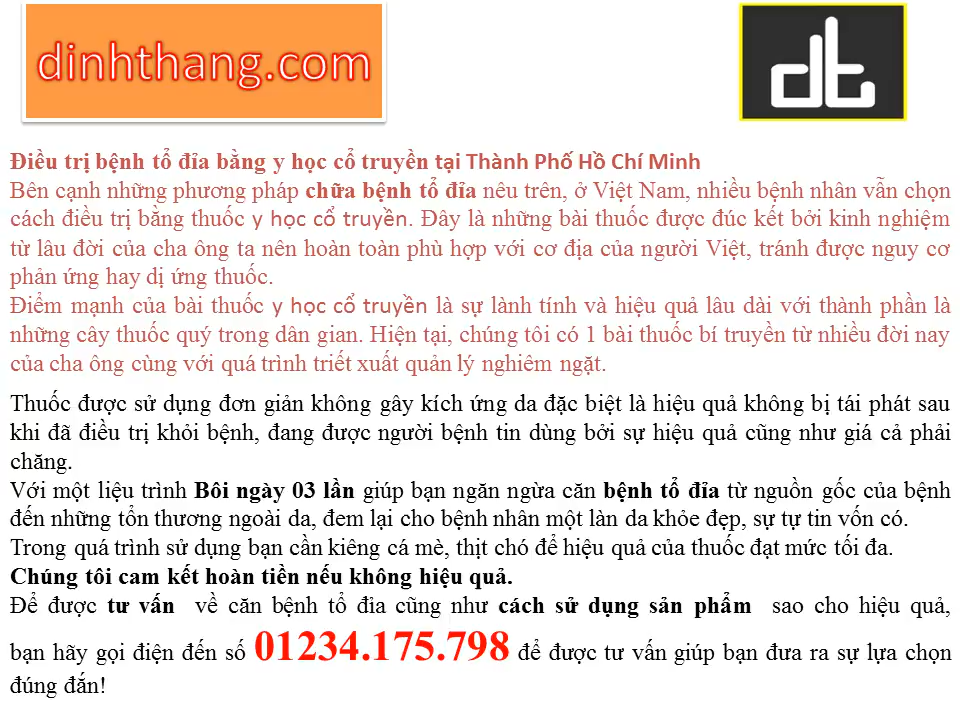 dinhthang.com
dt
Điều trị bệnh tổ đỉa bằng y học cổ truyền tại Thành Phố Hồ Chí Minh
Bên cạnh những phương pháp chữa bệnh tổ đỉa nêu trên, ở Việt Nam, nhiều bệnh nhân vẫn chọn
cách điều trị bằng thuốc y học cổ truyền. Đây là những bài thuốc được đúc kết bởi kinh nghiệm
từ lâu đời của cha ông ta nên hoàn toàn phù hợp với cơ địa của người Việt, tránh được nguy cơ
phản ứng hay dị ứng thuốc.
Điểm mạnh của bài thuốc y học cổ truyền là sự lành tính và hiệu quả lâu dài với thành phần là
những cây thuốc quý trong dân gian. Hiện tại, chúng tôi có 1 bài thuốc bí truyền từ nhiều đời nay
của cha ông cùng với quá trình triết xuất quản lý nghiêm ngặt.
Thuốc được sử dụng đơn giản không gây kích ứng da đặc biệt là hiệu quả không bị tái phát sau
khi đã điều trị khỏi bệnh, đang được người bệnh tin dùng bởi sự hiệu quả cũng như giá cả phải
chăng.
Với một liệu trình Bôi ngày 03 lần giúp bạn ngăn ngừa căn bệnh tổ đỉa từ nguồn gốc của bệnh
đến những tổn thương ngoài da, đem lại cho bệnh nhân một làn da khỏe đẹp, sự tự tin vốn có.
Trong quá trình sử dụng bạn cần kiêng cá mè, thịt chó để hiệu quả của thuốc đạt mức tối đa.
Chúng tôi cam kết hoàn tiền nếu không hiệu quả.
Để được tư vấn về căn bệnh tổ đỉa cũng như cách sử dụng sản phẩm sao cho hiệu quả,
bạn hãy gọi điện đến số 01234.175.798 để được tư vấn giúp bạn đưa ra sự lựa chọn
đúng đắn!